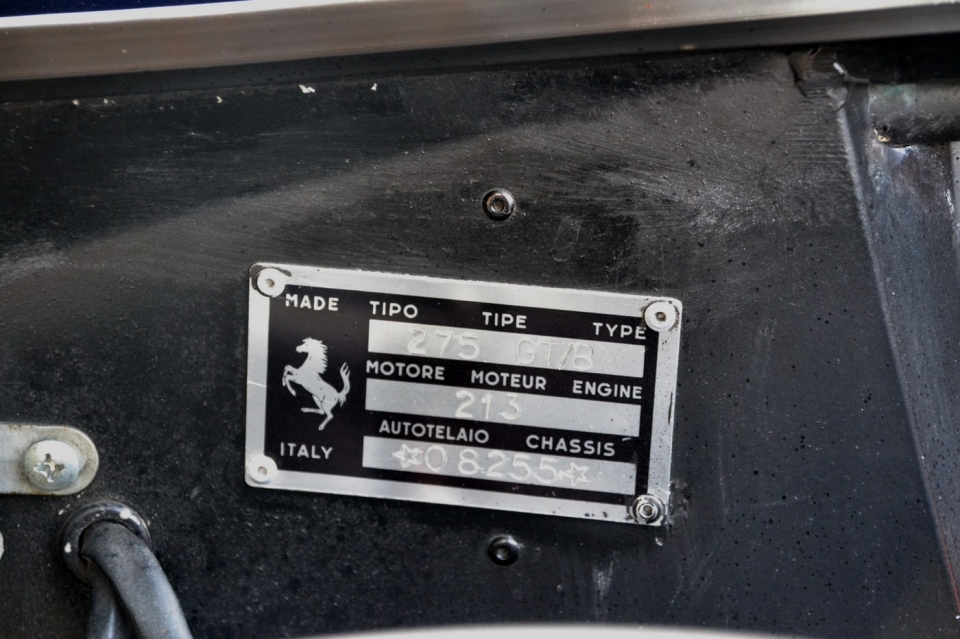 MADE TIPO TIPE TYPE
275 GT/B
MOTORE MOTEUR ENGINE
213
AUTOTELAIO CHASSIS
☆08255☆
ITALY